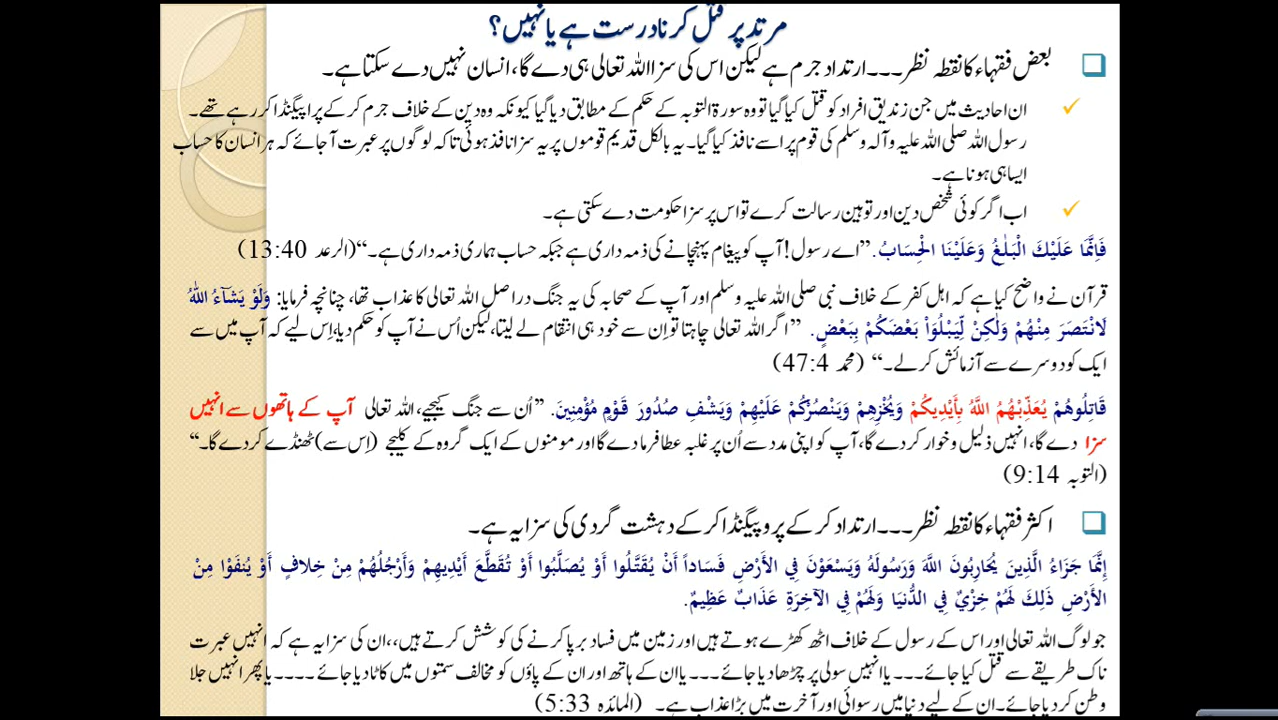 مرتد پر قتل کرنا درست ہے یا نہیں؟
بعض فقہاء کا نقطہ نظر۔۔۔ ارتداد جرم ہے لیکن اس کی سزا اللہ تعالی ہی دے گا، انسان نہیں دے سکتا ہے۔
ان احادیث میں جن زندیق افراد کو قتل کیا گیا تو وہ سورۃ التوبہ کے حکم کے مطابق دیا گیا کیونکہ وہ دین کے خلاف جرم کر کے پراپیگنڈا کر رہے تھے۔
رسول اللہ صلی اللہ علیہ وآلہ وسلم کی قوم پر اسے نافذ کیا گیا۔ یہ بالکل قدیم قوموں پر یہ سزا نافذ ہوئی تاکہ لوگوں پر عبرت آ جائے کہ ہر انسان کا حساب
ایسا ہی ہونا ہے۔
اب اگر کوئی شخص دین اور توہین رسالت کرے تو اس پر سزا حکومت دے سکتی ہے۔
فَإِنَّمَا عَلَيْكَ الْبَلَٰغُ وَعَلَيْنَا الْحِسَابُ. ”اے رسول! آپ کو پیغام پہنچانے کی ذمہ داری ہے جبکہ حساب ہماری ذمہ داری ہے۔“ (الرعد 13:40)
قرآن نے واضح کیا ہے کہ اہل کفر کے خلاف نبی صلی اللہ علیہ وسلم اور آپ کے صحابہ کی یہ جنگ دراصل اللہ تعالی کا عذاب تھا، چنانچہ فرمایا: وَلَوْ يَشَآءُ اللهُ
لَانْتَصَرَ مِنْهُمْ وَلَٰكِنْ لِّيَبْلُوَاْ بَعْضَكُمْ بِبَعْضٍ. ”اگر اللہ تعالی چاہتا تو اِن سے خود ہی انتقام لے لیتا، لیکن اُس نے آپ کو حکم دیا، اِس لیے کہ آپ میں سے
ایک کو دوسرے سے آزمائش کر لے۔“ (محمد 47:4)
قَاتِلُوهُمْ يُعَذِّبْهُمُ اللَّهُ بِأَيْدِيكُمْ وَيُخْزِهِمْ وَيَنْصُرْكُمْ عَلَيْهِمْ وَيَشْفِ صُدُورَ قَوْمٍ مُؤْمِنِينَ. ”اُن سے جنگ کیجیے، اللہ تعالی آپ کے ہاتھوں سے انہیں
سزا دے گا، انہیں ذلیل و خوار کر دے گا، آپ کو اپنی مدد سے اُن پر غلبہ عطا فرما دے گا اور مومنوں کے ایک گروہ کے کلیجے (اِس سے) ٹھنڈے کر دے گا۔“
(التوبہ 9:14)
اکثر فقہاء کا نقطہ نظر۔۔۔ ارتداد کر کے پروپیگنڈا کر کے دہشت گردی کی سزا یہ ہے۔
إِنَّمَا جَزَاءُ الَّذِينَ يُحَارِبُونَ اللَّهَ وَرَسُولَهُ وَيَسْعَوْنَ فِي الأَرْضِ فَسَاداً أَنْ يُقَتَّلُوا أَوْ يُصَلَّبُوا أَوْ تُقَطَّعَ أَيْدِيهِمْ وَأَرْجُلُهُمْ مِنْ خِلافٍ أَوْ يُنفَوْا مِنْ
الأَرْضِ ذَلِكَ لَهُمْ خِزْيٌ فِي الدُّنيَا وَلَهُمْ فِي الآخِرَةِ عَذَابٌ عَظِيمٌ.
جو لوگ اللہ تعالی اور اس کے رسول کے خلاف اٹھ کھڑے ہوتے ہیں اور زمین میں فساد برپا کرنے کی کوشش کرتے ہیں،، ان کی سزا یہ ہے کہ انہیں عبرت
ناک طریقے سے قتل کیا جائے۔۔۔ یا انہیں سولی پر چڑھا دیا جائے۔۔۔ یا ان کے ہاتھ اور ان کے پاؤں کو مخالف سمتوں میں کاٹا دیا جائے۔۔۔۔ یا پھر انہیں جلا
وطن کر دیا جائے۔ ان کے لیے دنیا میں رسوائی اور آخرت میں بڑا عذاب ہے۔ (المائدہ 5:33)